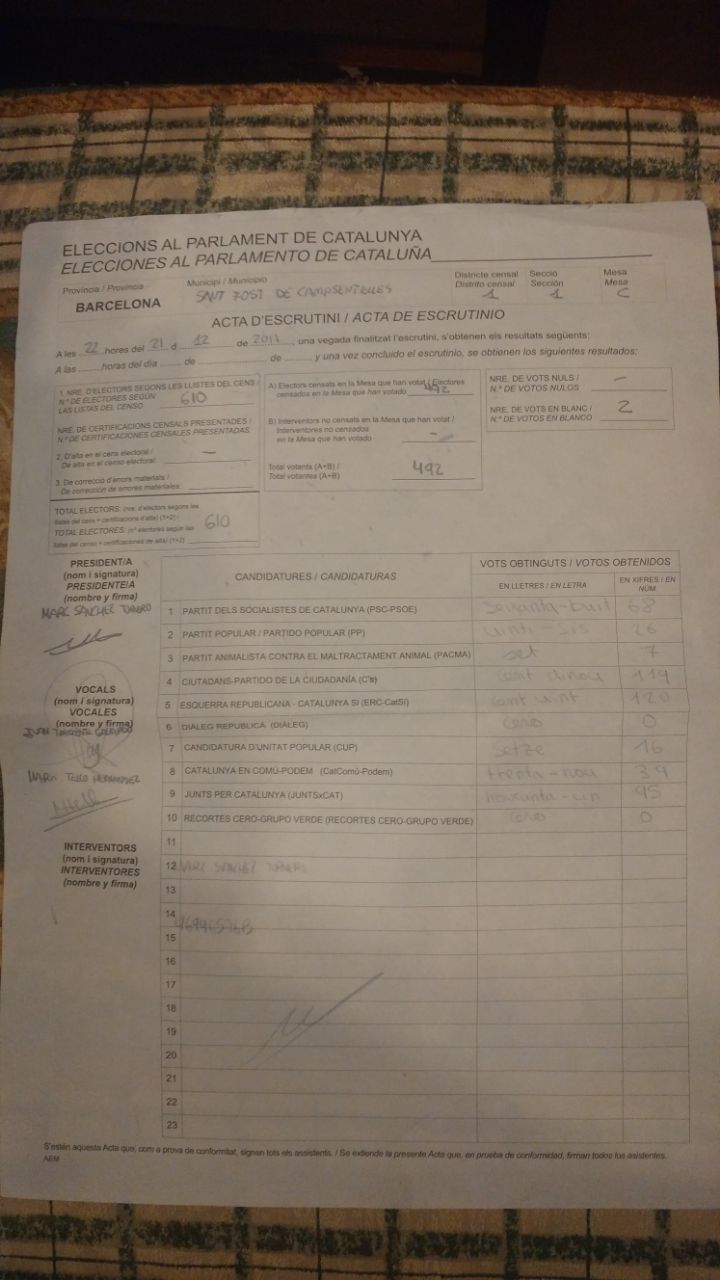 ELECCIONS AL PARLAMENT DE CATALUNYA
ELECCIONES AL PARLAMENTO DE CATALUÑA
Província / Provincia
BARCELONA
Municipi / Municipio
SANT FOST DE CAMPSENTELLES
Districte censal
Distrito censal
1
Secció
Sección
1
Mesa
Mesa
C
ACTA D'ESCRUTINI / ACTA DE ESCRUTINIO
A les 22 hores del 21 d 12 de 2017, una vegada finalitzat l'escrutini, s'obtenen els resultats següents:
A las ........ horas del día ...... de .................... de ........, y una vez concluido el escrutinio, se obtienen los siguientes resultados:
1. NRE. D'ELECTORS SEGONS LES LLISTES DEL CENS /
N.º DE ELECTORES SEGÚN
LAS LISTAS DEL CENSO
610
NRE. DE CERTIFICACIONS CENSALS PRESENTADES /
N.º DE CERTIFICACIONES CENSALES PRESENTADAS
2. D'alta en el cens electoral /
De alta en el censo electoral: –
3. De correcció d'errors materials /
De corrección de errores materiales:
TOTAL ELECTORS: (nre. d'electors segons les
llistes del cens + certificacions d'alta) (1+2) /
TOTAL ELECTORES: (nº electores según las
listas del censo + certificaciones de alta) (1+2)
610
A) Electors censats en la Mesa que han votat / Electores
censados en la Mesa que han votado 492
B) Interventors no censats en la Mesa que han votat /
Interventores no censados
en la Mesa que han votado –
Total votants (A+B) /
Total votantes (A+B) 492
NRE. DE VOTS NULS /
N.º DE VOTOS NULOS –
NRE. DE VOTS EN BLANC /
N.º DE VOTOS EN BLANCO 2
PRESIDENT/A
(nom i signatura)
PRESIDENTE/A
(nombre y firma)
MARC SÁNCHEZ
VOCALS
(nom i signatura)
VOCALES
(nombre y firma)
JUAN
MARIA TELLO HERNANDEZ
INTERVENTORS
(nom i signatura)
INTERVENTORES
(nombre y firma)
CANDIDATURES / CANDIDATURAS
VOTS OBTINGUTS / VOTOS OBTENIDOS
EN LLETRES / EN LETRA
EN XIFRES / EN NÚM.
1 PARTIT DELS SOCIALISTES DE CATALUNYA (PSC-PSOE) seixanta-buit 68
2 PARTIT POPULAR / PARTIDO POPULAR (PP) vinti sis 26
3 PARTIT ANIMALISTA CONTRA EL MALTRACTAMENT ANIMAL (PACMA) set 7
4 CIUTADANS-PARTIDO DE LA CIUDADANÍA (C's) cent dinou 119
5 ESQUERRA REPUBLICANA - CATALUNYA SÍ (ERC-CatSí) cent vint 120
6 DIÀLEG REPUBLICÀ (DIÀLEG) cero 0
7 CANDIDATURA D'UNITAT POPULAR (CUP) setze 16
8 CATALUNYA EN COMÚ-PODEM (CatComú-Podem) trenta-nou 39
9 JUNTS PER CATALUNYA (JUNTSxCAT) noranta-cin 95
10 RECORTES CERO-GRUPO VERDE (RECORTES CERO-GRUPO VERDE) cero 0
11
12 MARC SANCHEZ
13
14
15
16
17
18
19
20
21
22
23
S'estén aquesta Acta que, com a prova de conformitat, signen tots els assistents. / Se extiende la presente Acta que, en prueba de conformidad, firman todos los asistentes.
AEM